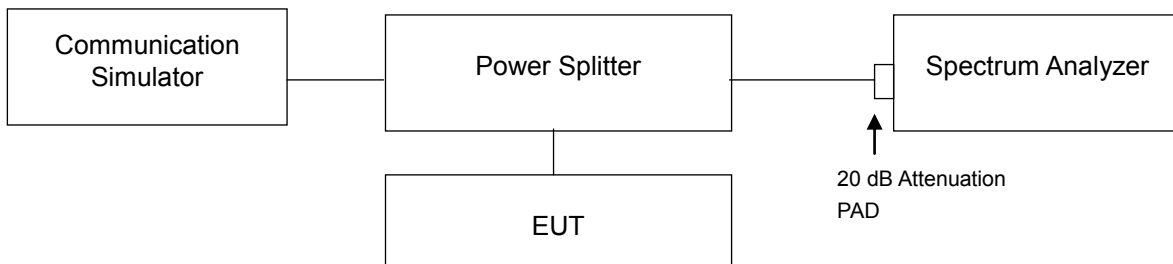 Communication
Simulator
Power Splitter
Spectrum Analyzer
20 dB Attenuation
PAD
EUT